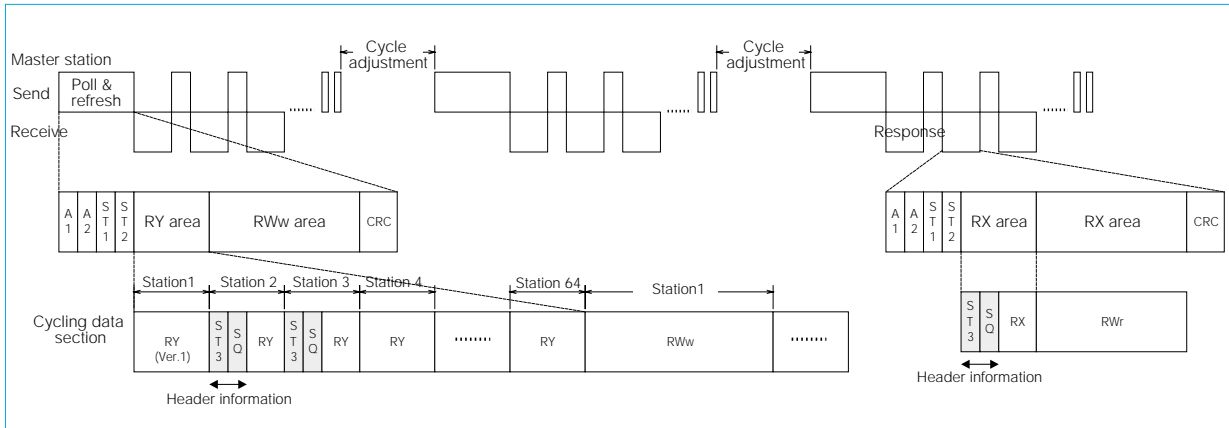 Master station
Send
Poll &
refresh
Cycle
adjustment
Cycle
adjustment
......
......
......
Receive
Response
A
1
A
2
S
T
1
S
T
2
RY area
RWw area
CRC
A
1
A
2
S
T
1
S
T
2
RX area
RX area
CRC
Station1
Station 2
Station 3
Station 4
Station 64
Station1
Cycling data
section
RY
(Ver.1)
S
T
3
S
Q
RY
S
T
3
S
Q
RY
RY
........
RY
RWw
........
Header information
S
T
3
S
Q
RX
RWr
Header information